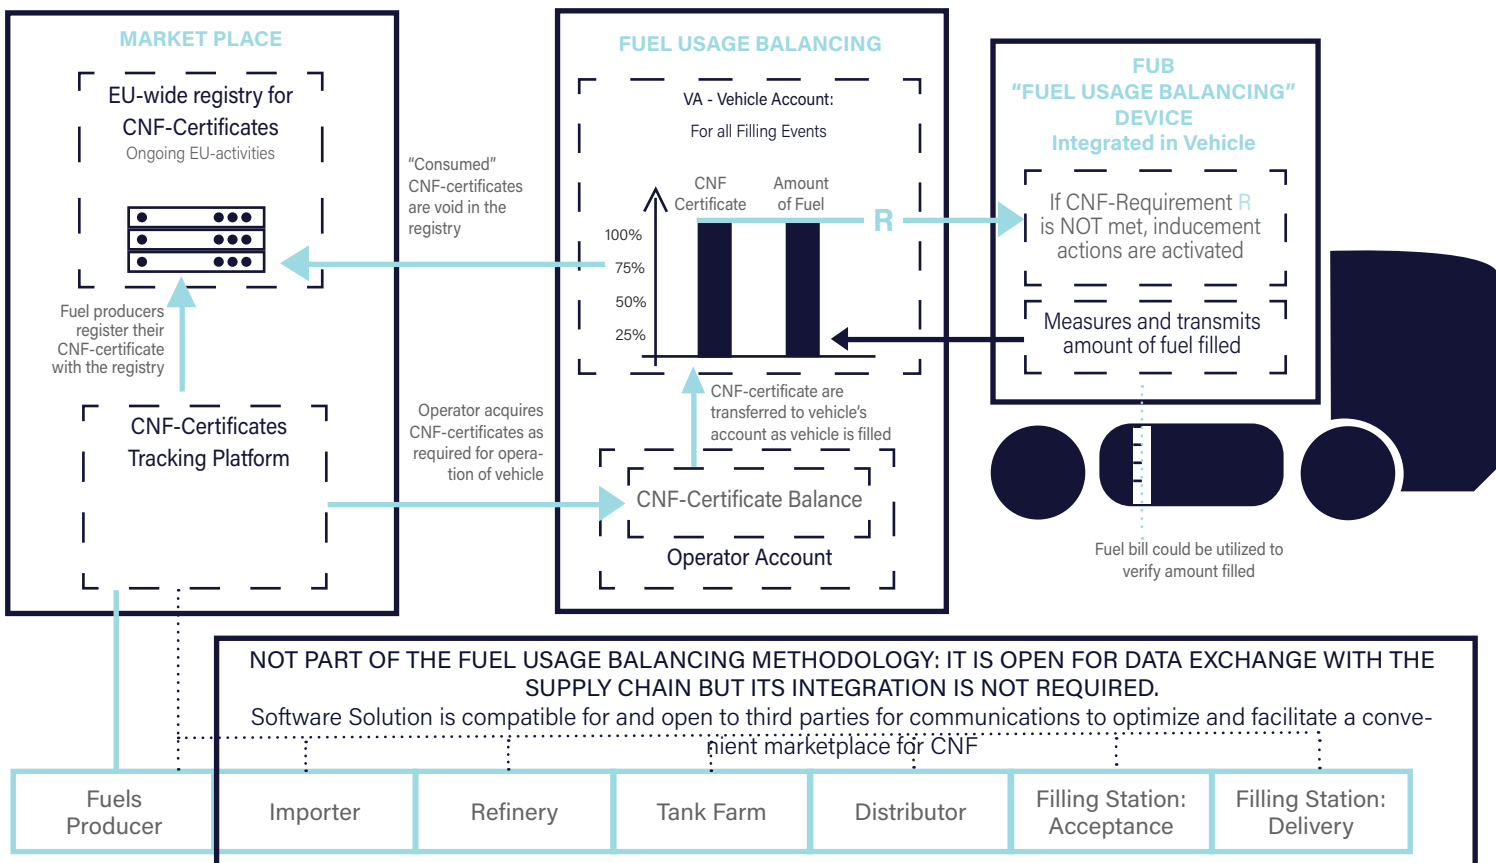 MARKET PLACE
EU-wide registry for
CNF-Certificates
Ongoing EU-activities
Fuel producers
register their
CNF-certificate
with the registry
CNF-Certificates
Tracking Platform
“Consumed”
CNF-certificates
are void in the
registry
Operator acquires
CNF-certificates as
required for opera-
tion of vehicle
FUEL USAGE BALANCING
VA - Vehicle Account:
For all Filling Events
CNF
Certificate
Amount
of Fuel
100%
75%
50%
25%
R
CNF-certificate are
transferred to vehicle’s
account as vehicle is filled
CNF-Certificate Balance
Operator Account
FUB
“FUEL USAGE BALANCING”
DEVICE
Integrated in Vehicle
If CNF-Requirement R
is NOT met, inducement
actions are activated
Measures and transmits
amount of fuel filled
Fuel bill could be utilized to
verify amount filled
NOT PART OF THE FUEL USAGE BALANCING METHODOLOGY: IT IS OPEN FOR DATA EXCHANGE WITH THE
SUPPLY CHAIN BUT ITS INTEGRATION IS NOT REQUIRED.
Software Solution is compatible for and open to third parties for communications to optimize and facilitate a conve-
nient marketplace for CNF
Fuels
Producer
Importer
Refinery
Tank Farm
Distributor
Filling Station:
Acceptance
Filling Station:
Delivery